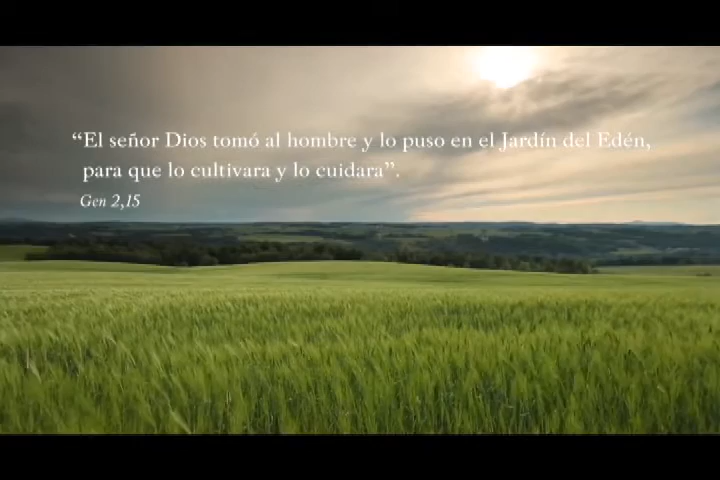 “El señor Dios tomó al hombre y lo puso en el Jardín del Edén,
para que lo cultivara y lo cuidara”.
Gen 2,15